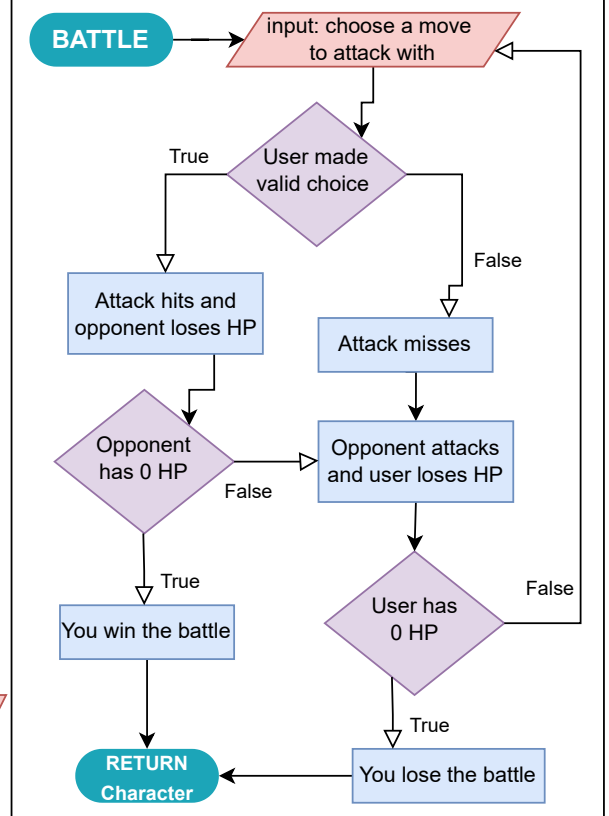 BATTLE
input: choose a move
to attack with
User made
valid choice
True
False
Attack hits and
opponent loses HP
Attack misses
Opponent
has 0 HP
False
Opponent attacks
and user loses HP
True
You win the battle
User has
0 HP
False
True
RETURN
Character
You lose the battle